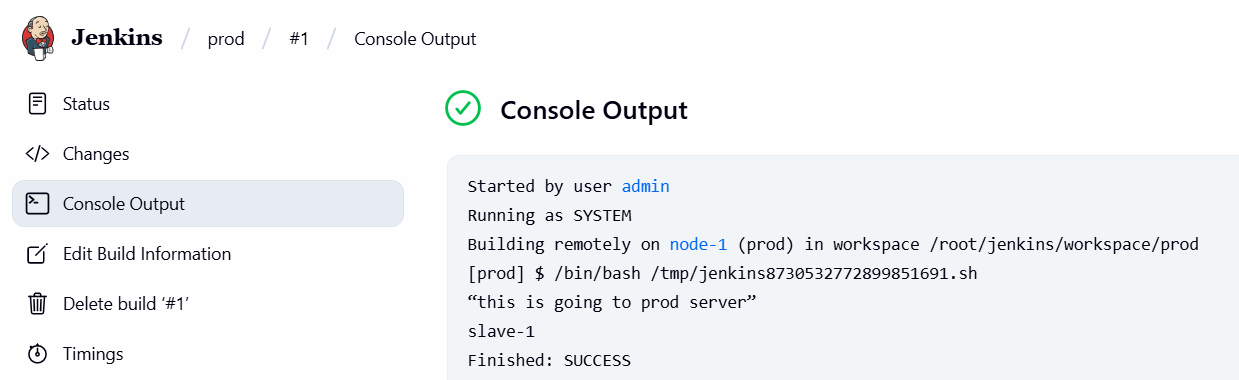 Jenkins / prod / #1 / Console Output
Status
Changes
Console Output
Edit Build Information
Delete build ‘#1’
Timings
Console Output
Started by user admin
Running as SYSTEM
Building remotely on node-1 (prod) in workspace /root/jenkins/workspace/prod
[prod] $ /bin/bash /tmp/jenkins8730532772899851691.sh
“this is going to prod server”
slave-1
Finished: SUCCESS